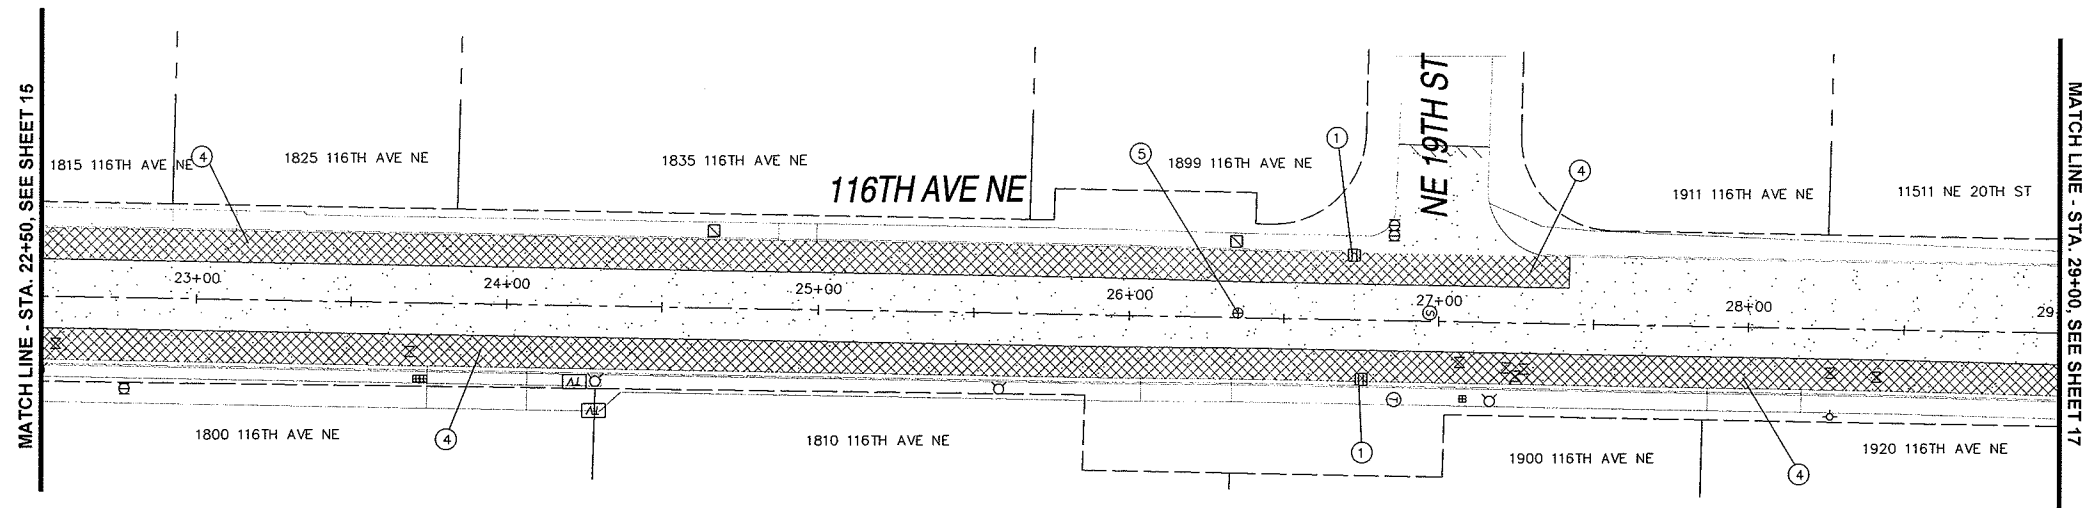 MATCH LINE - STA. 22+50, SEE SHEET 15
1815 116TH AVE NE
4
1825 116TH AVE NE
1835 116TH AVE NE
116TH AVE NE
5
1899 116TH AVE NE
1
NE 19TH ST
4
1911 116TH AVE NE
11511 NE 20TH ST
MATCH LINE - STA. 29+00, SEE SHEET 17
23+00
24+00
25+00
26+00
27+00
S
28+00
29
TV
TV
T
1800 116TH AVE NE
4
1810 116TH AVE NE
1
1900 116TH AVE NE
4
1920 116TH AVE NE